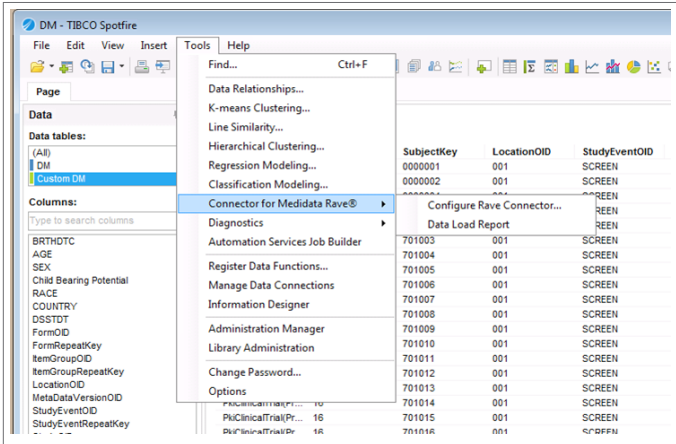 DM - TIBCO Spotfire
File Edit View Insert Tools Help
Page
Data
Data tables:
(All)
DM
Custom DM
Columns:
Type to search columns
BRTHDTC
AGE
SEX
Child Bearing Potential
RACE
COUNTRY
DSSTDT
FormOID
FormRepeatKey
ItemGroupOID
ItemGroupRepeatKey
LocationOID
MetaDataVersionOID
StudyEventOID
StudyEventRepeatKey
Find... Ctrl+F
Data Relationships...
K-means Clustering...
Line Similarity...
Hierarchical Clustering...
Regression Modeling...
Classification Modeling...
Connector for Medidata Rave®
Diagnostics
Automation Services Job Builder
Register Data Functions...
Manage Data Connections
Information Designer
Administration Manager
Library Administration
Change Password...
Options
Configure Rave Connector...
Data Load Report
SubjectKey LocationOID StudyEventOID
0000001 001 SCREEN
0000002 001 SCREEN
701003 001 SCREEN
701004 001 SCREEN
701005 001 SCREEN
701006 001 SCREEN
701007 001 SCREEN
701008 001 SCREEN
701009 001 SCREEN
701010 001 SCREEN
701011 001 SCREEN
701012 001 SCREEN
701013 001 SCREEN
PkiClinicalTrial(Pr... 16 701014 001 SCREEN
PkiClinicalTrial(Pr... 16 701015 001 SCREEN
PkiClinicalTrial(Pr... 16 701016 001 SCREEN